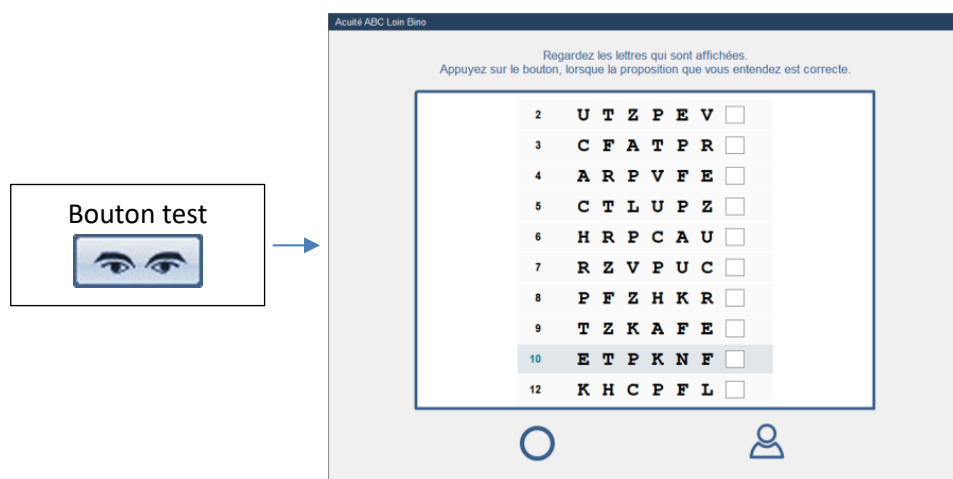 Acuité ABC Loin Bino
Regardez les lettres qui sont affichées.
Appuyez sur le bouton, lorsque la proposition que vous entendez est correcte.
Bouton test
2 U T Z P E V
3 C F A T P R
4 A R P V F E
5 C T L U P Z
6 H R P C A U
7 R Z V P U C
8 P F Z H K R
9 T Z K A F E
10 E T P K N F
12 K H C P F L